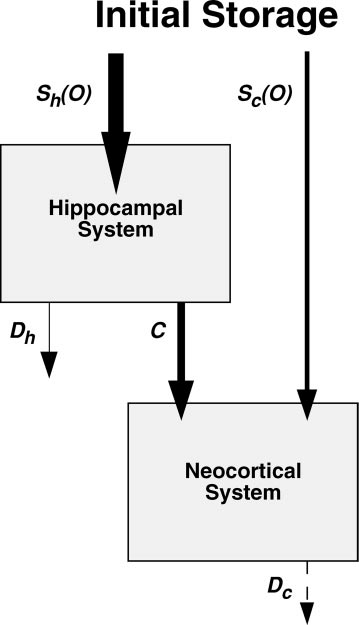 Initial Storage
Sh(O)
Sc(O)
Hippocampal
System
Dh
C
Neocortical
System
Dc